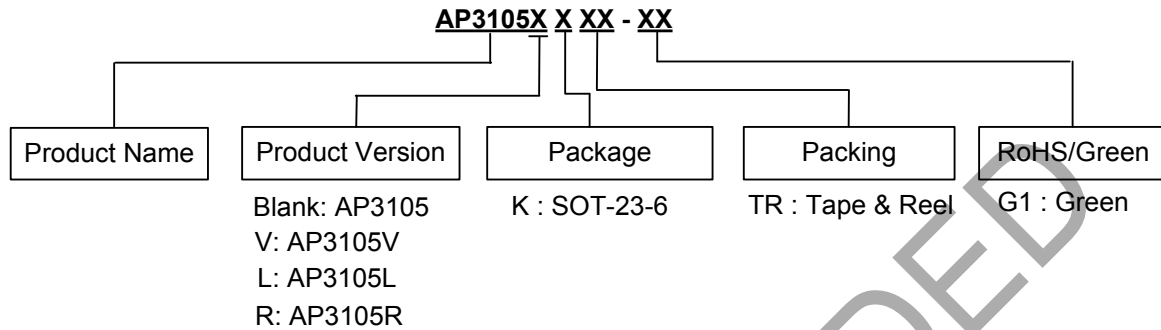 AP3105X X XX - XX
Product Name Product Version Package Packing RoHS/Green
Blank: AP3105 K : SOT-23-6 TR : Tape & Reel G1 : Green
V: AP3105V
L: AP3105L
R: AP3105R
DED